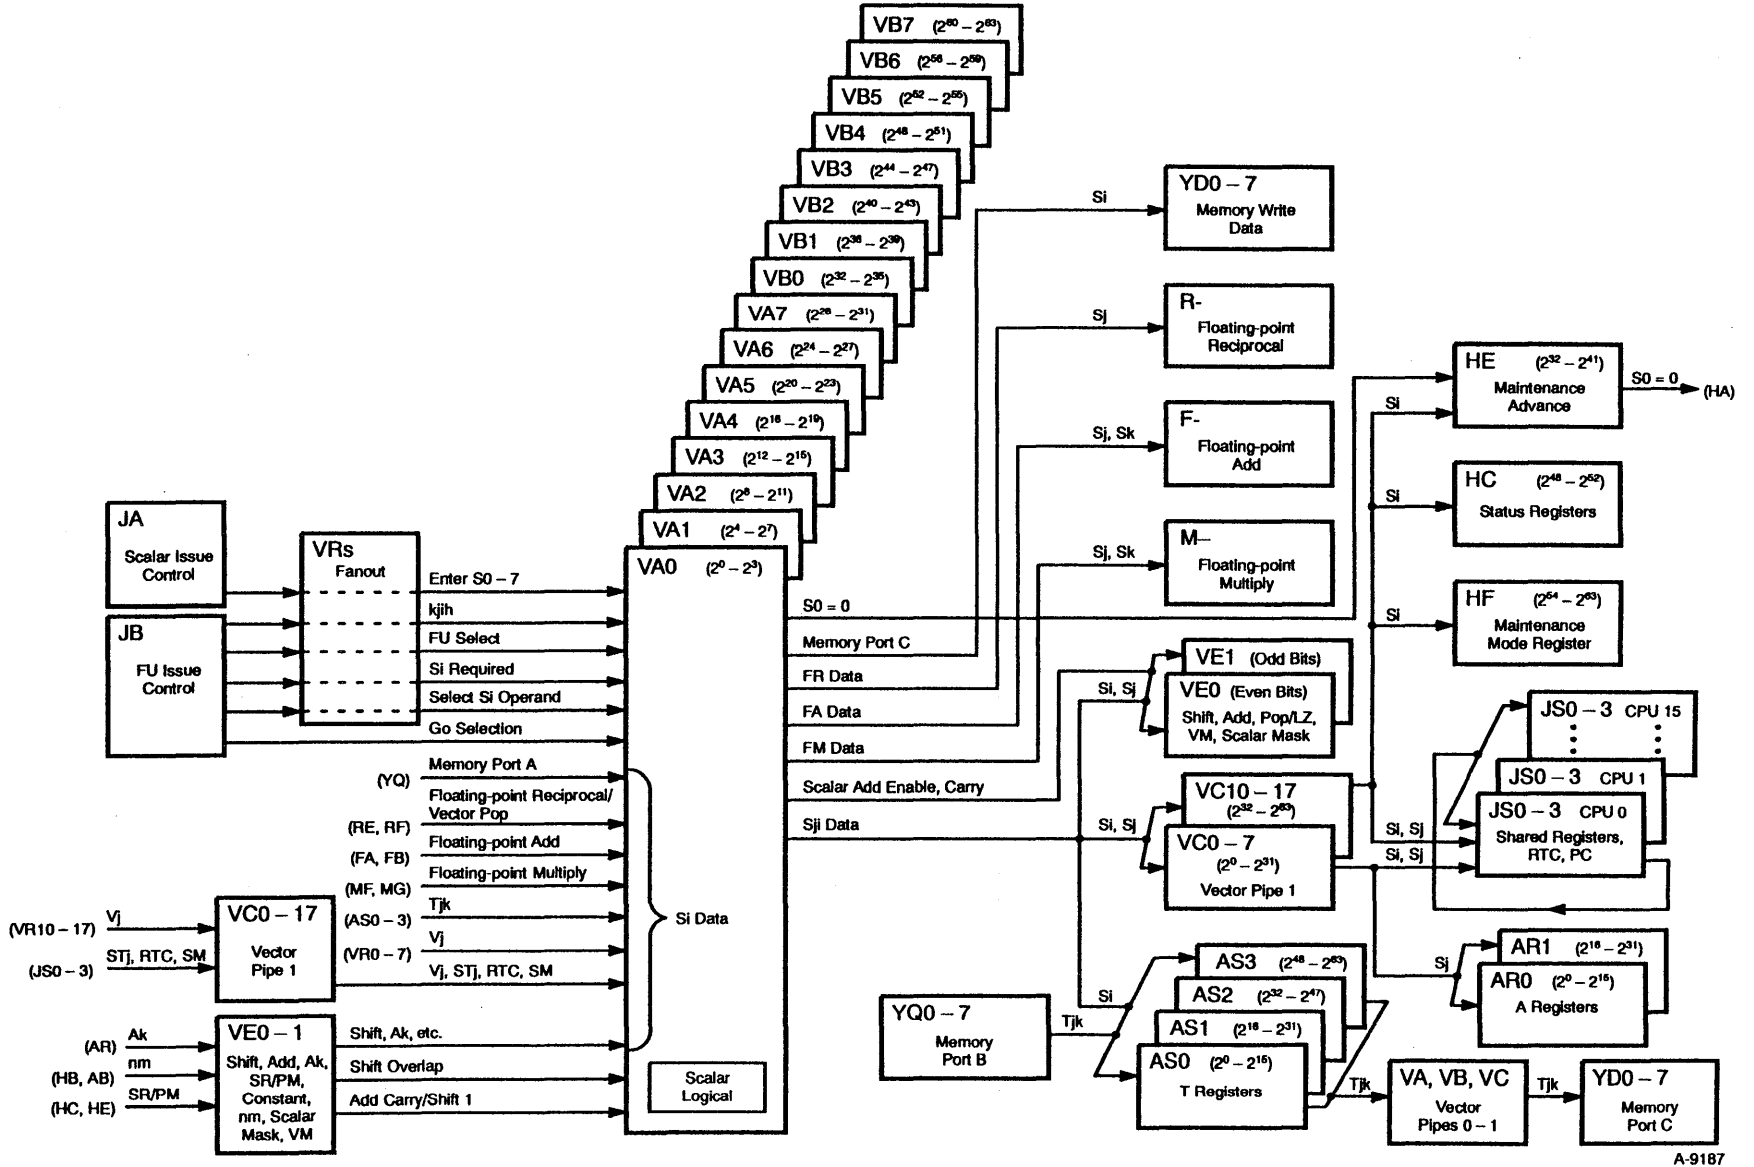 VB7 (2⁶⁰ – 2⁶³)
VB6 (2⁵⁶ – 2⁵⁹)
VB5 (2⁵² – 2⁵⁵)
VB4 (2⁴⁸ – 2⁵¹)
VB3 (2⁴⁴ – 2⁴⁷)
VB2 (2⁴⁰ – 2⁴³)
VB1 (2³⁶ – 2³⁹)
VB0 (2³² – 2³⁵)
VA7 (2²⁸ – 2³¹)
VA6 (2²⁴ – 2²⁷)
VA5 (2²⁰ – 2²³)
VA4 (2¹⁶ – 2¹⁹)
VA3 (2¹² – 2¹⁵)
VA2 (2⁸ – 2¹¹)
VA1 (2⁴ – 2⁷)
VA0 (2⁰ – 2³)
JA
Scalar Issue
Control
JB
FU Issue
Control
VRs
Fanout
Enter S0 – 7
kjih
FU Select
Si Required
Select Si Operand
Go Selection
Memory Port A
(YQ)
Floating-point Reciprocal/
Vector Pop
(RE, RF)
Floating-point Add
(FA, FB)
Floating-point Multiply
(MF, MG)
Tjk
(AS0 – 3)
Vj
(VR0 – 7)
Vj, STj, RTC, SM
Si Data
Vj
(VR10 – 17)
STj, RTC, SM
(JS0 – 3)
VC0 – 17
Vector
Pipe 1
Ak
(AR)
nm
(HB, AB)
SR/PM
(HC, HE)
VE0 – 1
Shift, Add, Ak,
SR/PM,
Constant,
nm, Scalar
Mask, VM
Shift, Ak, etc.
Shift Overlap
Add Carry/Shift 1
Scalar
Logical
S0 = 0
Memory Port C
FR Data
FA Data
FM Data
Scalar Add Enable, Carry
Sji Data
Si
YD0 – 7
Memory Write
Data
Sj
R-
Floating-point
Reciprocal
Sj, Sk
F-
Floating-point
Add
Sj, Sk
M–
Floating-point
Multiply
Si, Sj
VE1 (Odd Bits)
VE0 (Even Bits)
Shift, Add, Pop/LZ,
VM, Scalar Mask
Si, Sj
VC10 – 17
(2³² – 2⁶³)
VC0 – 7
(2⁰ – 2³¹)
Vector Pipe 1
Si
HE (2³² – 2⁴¹)
Maintenance
Advance
S0 = 0
(HA)
Si
HC (2⁴⁸ – 2⁵²)
Status Registers
Si
HF (2⁵⁴ – 2⁶³)
Maintenance
Mode Register
JS0 – 3 CPU 15
JS0 – 3 CPU 1
JS0 – 3 CPU 0
Shared Registers,
RTC, PC
Si, Sj
Si, Sj
Sj
AR1 (2¹⁶ – 2³¹)
AR0 (2⁰ – 2¹⁵)
A Registers
YQ0 – 7
Memory
Port B
Si
Tjk
AS3 (2⁴⁸ – 2⁶³)
AS2 (2³² – 2⁴⁷)
AS1 (2¹⁶ – 2³¹)
AS0 (2⁰ – 2¹⁵)
T Registers
Tjk
VA, VB, VC
Vector
Pipes 0 – 1
Tjk
YD0 – 7
Memory
Port C
A-9187